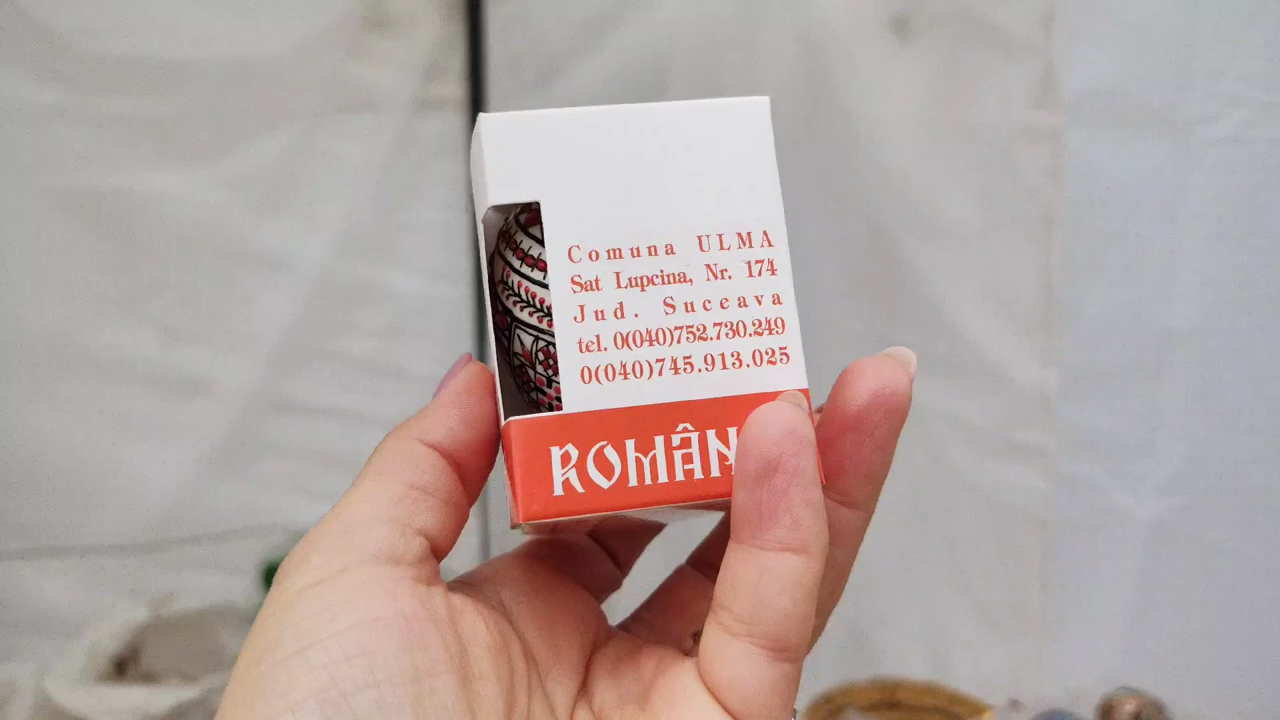 Comuna ULMA
Sat Lupcina, Nr. 174
Jud. Suceava
tel. 0(040)752.730.249
0(040)745.913.025